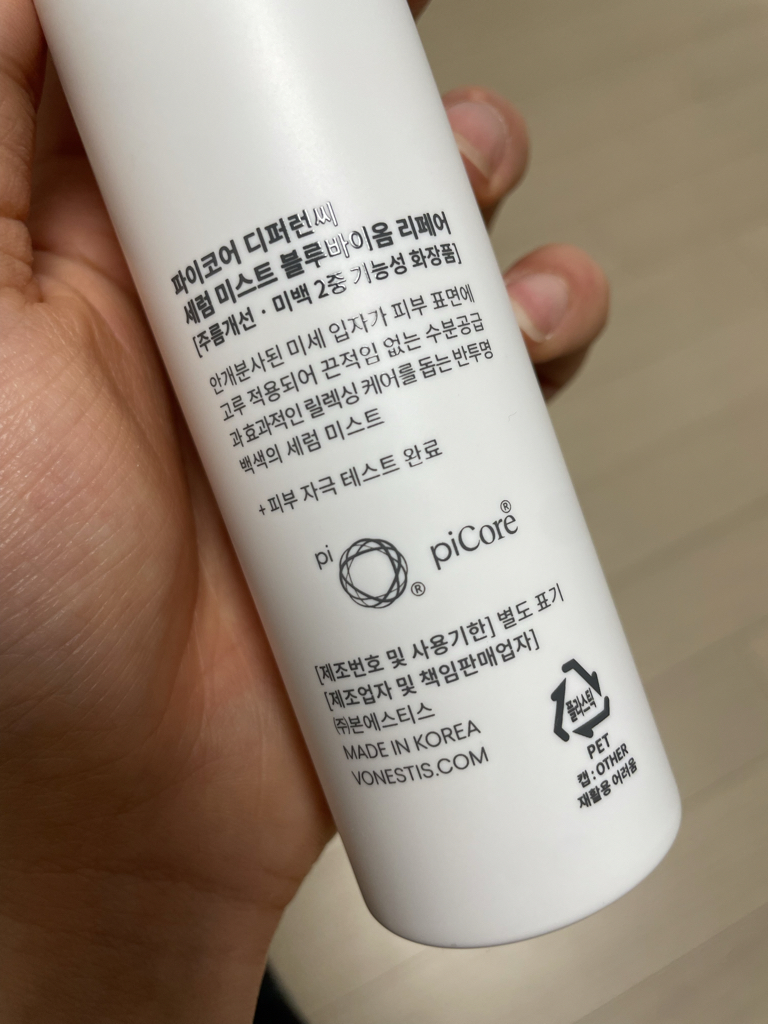 파이코어 디퍼런씨
세럼 미스트 블루바이옴 리페어
[주름개선 · 미백 2중 기능성 화장품]
안개분사된 미세 입자가 피부 표면에
고루 적용되어 끈적임 없는 수분공급
과 효과적인 릴렉싱 케어를 돕는 반투명
백색의 세럼 미스트
+ 피부 자극 테스트 완료
pi ®
piCore®
[제조번호 및 사용기한] 별도 표기
[제조업자 및 책임판매업자]
㈜본에스티스
MADE IN KOREA
VONESTIS.COM
플라스틱
PET
캡 : OTHER
재활용 어려움